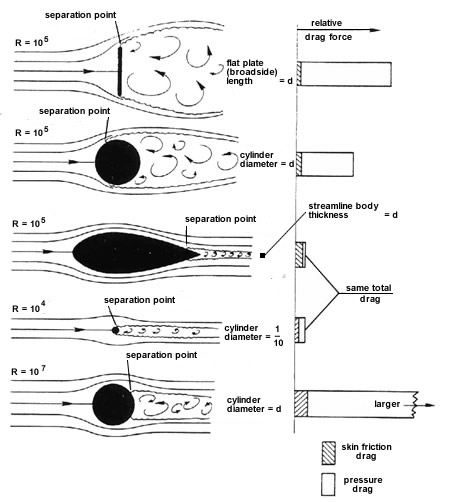 separation point
relative
drag force
R = 10⁵
flat plate
(broadside)
length = d
separation point
R = 10⁵
cylinder
diameter = d
streamline body
thickness = d
separation point
R = 10⁵
same total
drag
R = 10⁴
separation point
cylinder
diameter = 1/10
separation point
R = 10⁷
cylinder
diameter = d
larger
skin friction
drag
pressure
drag